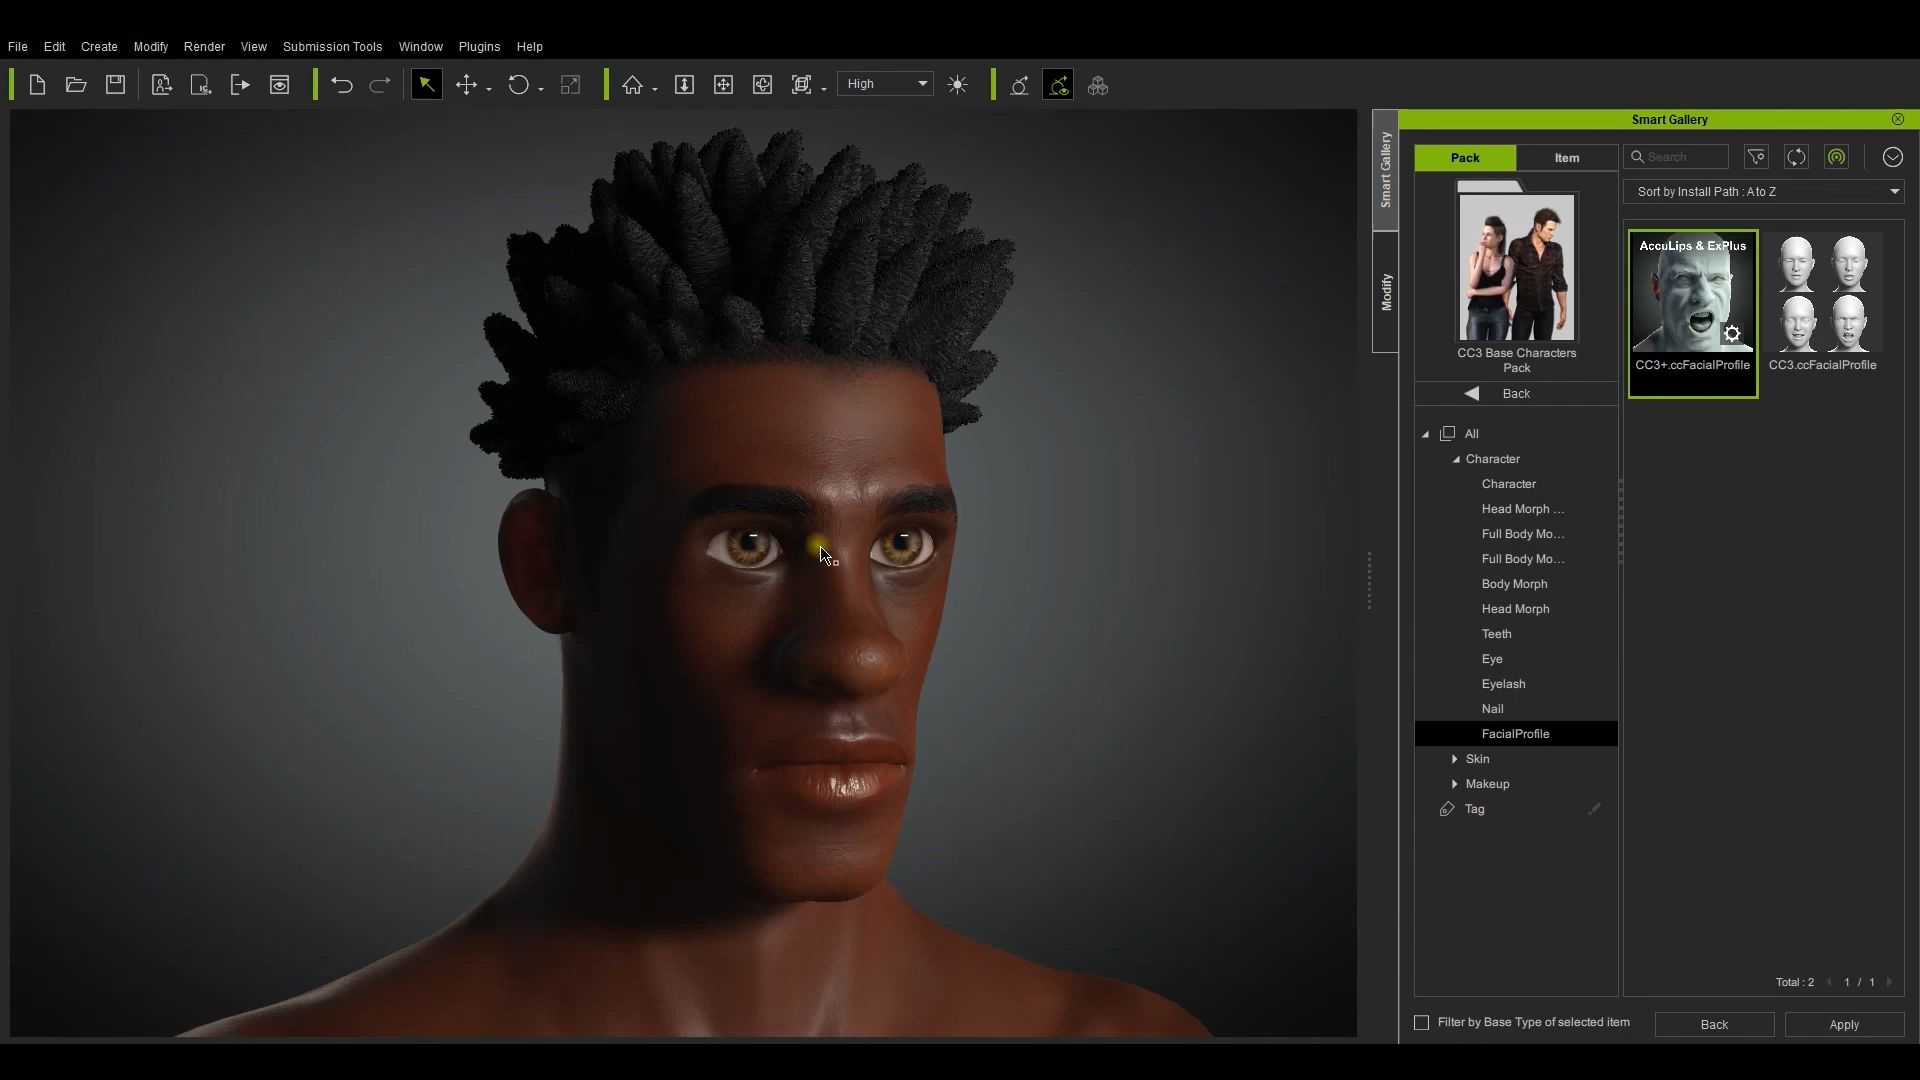 File Edit Create Modify Render View Submission Tools Window Plugins Help
High
Smart Gallery
Modify
Smart Gallery
Pack Item
Search
Sort by Install Path : A to Z
CC3 Base Characters
Pack
Back
All
Character
Character
Head Morph ...
Full Body Mo...
Full Body Mo...
Body Morph
Head Morph
Teeth
Eye
Eyelash
Nail
FacialProfile
Skin
Makeup
Tag
AccuLips & ExPlus
CC3+.ccFacialProfile
CC3.ccFacialProfile
Total : 2 1 / 1
Filter by Base Type of selected item
Back
Apply